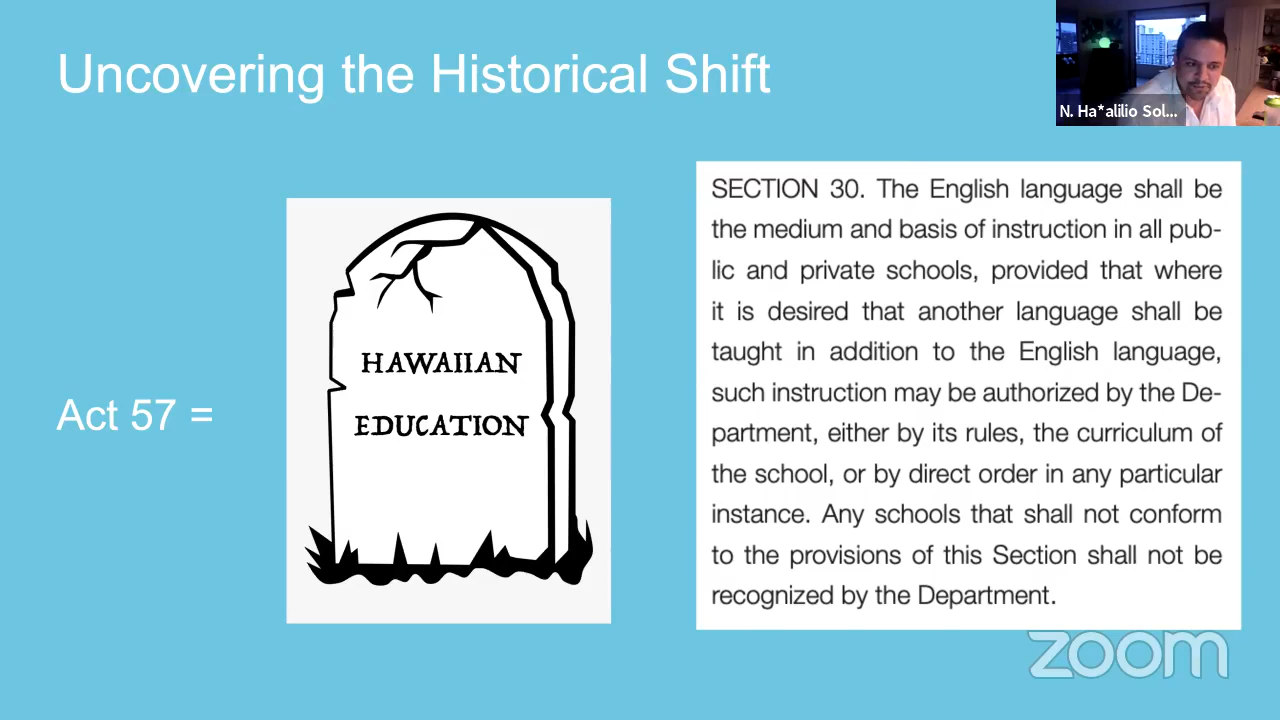 Uncovering the Historical Shift
N. Ha*alilio Sol...
Act 57 =
HAWAIIAN
EDUCATION
SECTION 30. The English language shall be
the medium and basis of instruction in all pub-
lic and private schools, provided that where
it is desired that another language shall be
taught in addition to the English language,
such instruction may be authorized by the De-
partment, either by its rules, the curriculum of
the school, or by direct order in any particular
instance. Any schools that shall not conform
to the provisions of this Section shall not be
recognized by the Department.
zoom